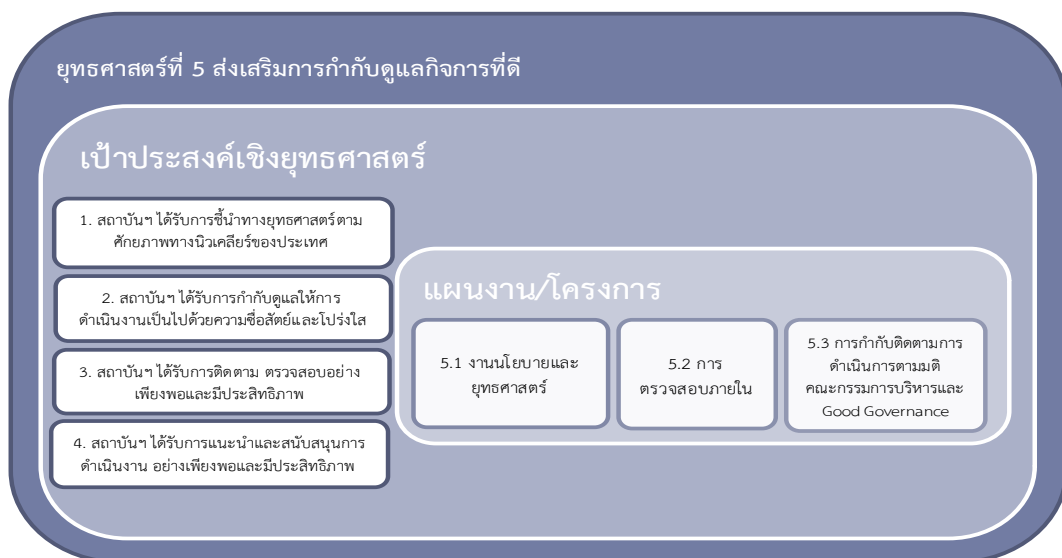 ยุทธศาสตร์ที่ 5 ส่งเสริมการกำกับดูแลกิจการที่ดี
เป้าประสงค์เชิงยุทธศาสตร์
1. สถาบันฯ ได้รับการชี้นำทางยุทธศาสตร์ตาม
ศักยภาพทางนิวเคลียร์ของประเทศ
2. สถาบันฯ ได้รับการกำกับดูแลให้การ
ดำเนินงานเป็นไปด้วยความซื่อสัตย์และโปร่งใส
3. สถาบันฯ ได้รับการติดตาม ตรวจสอบอย่าง
เพียงพอและมีประสิทธิภาพ
4. สถาบันฯ ได้รับการแนะนำและสนับสนุนการ
ดำเนินงาน อย่างเพียงพอและมีประสิทธิภาพ
แผนงาน/โครงการ
5.1 งานนโยบายและ
ยุทธศาสตร์
5.2 การ
ตรวจสอบภายใน
5.3 การกำกับติดตามการ
ดำเนินการตามมติ
คณะกรรมการบริหารและ
Good Governance